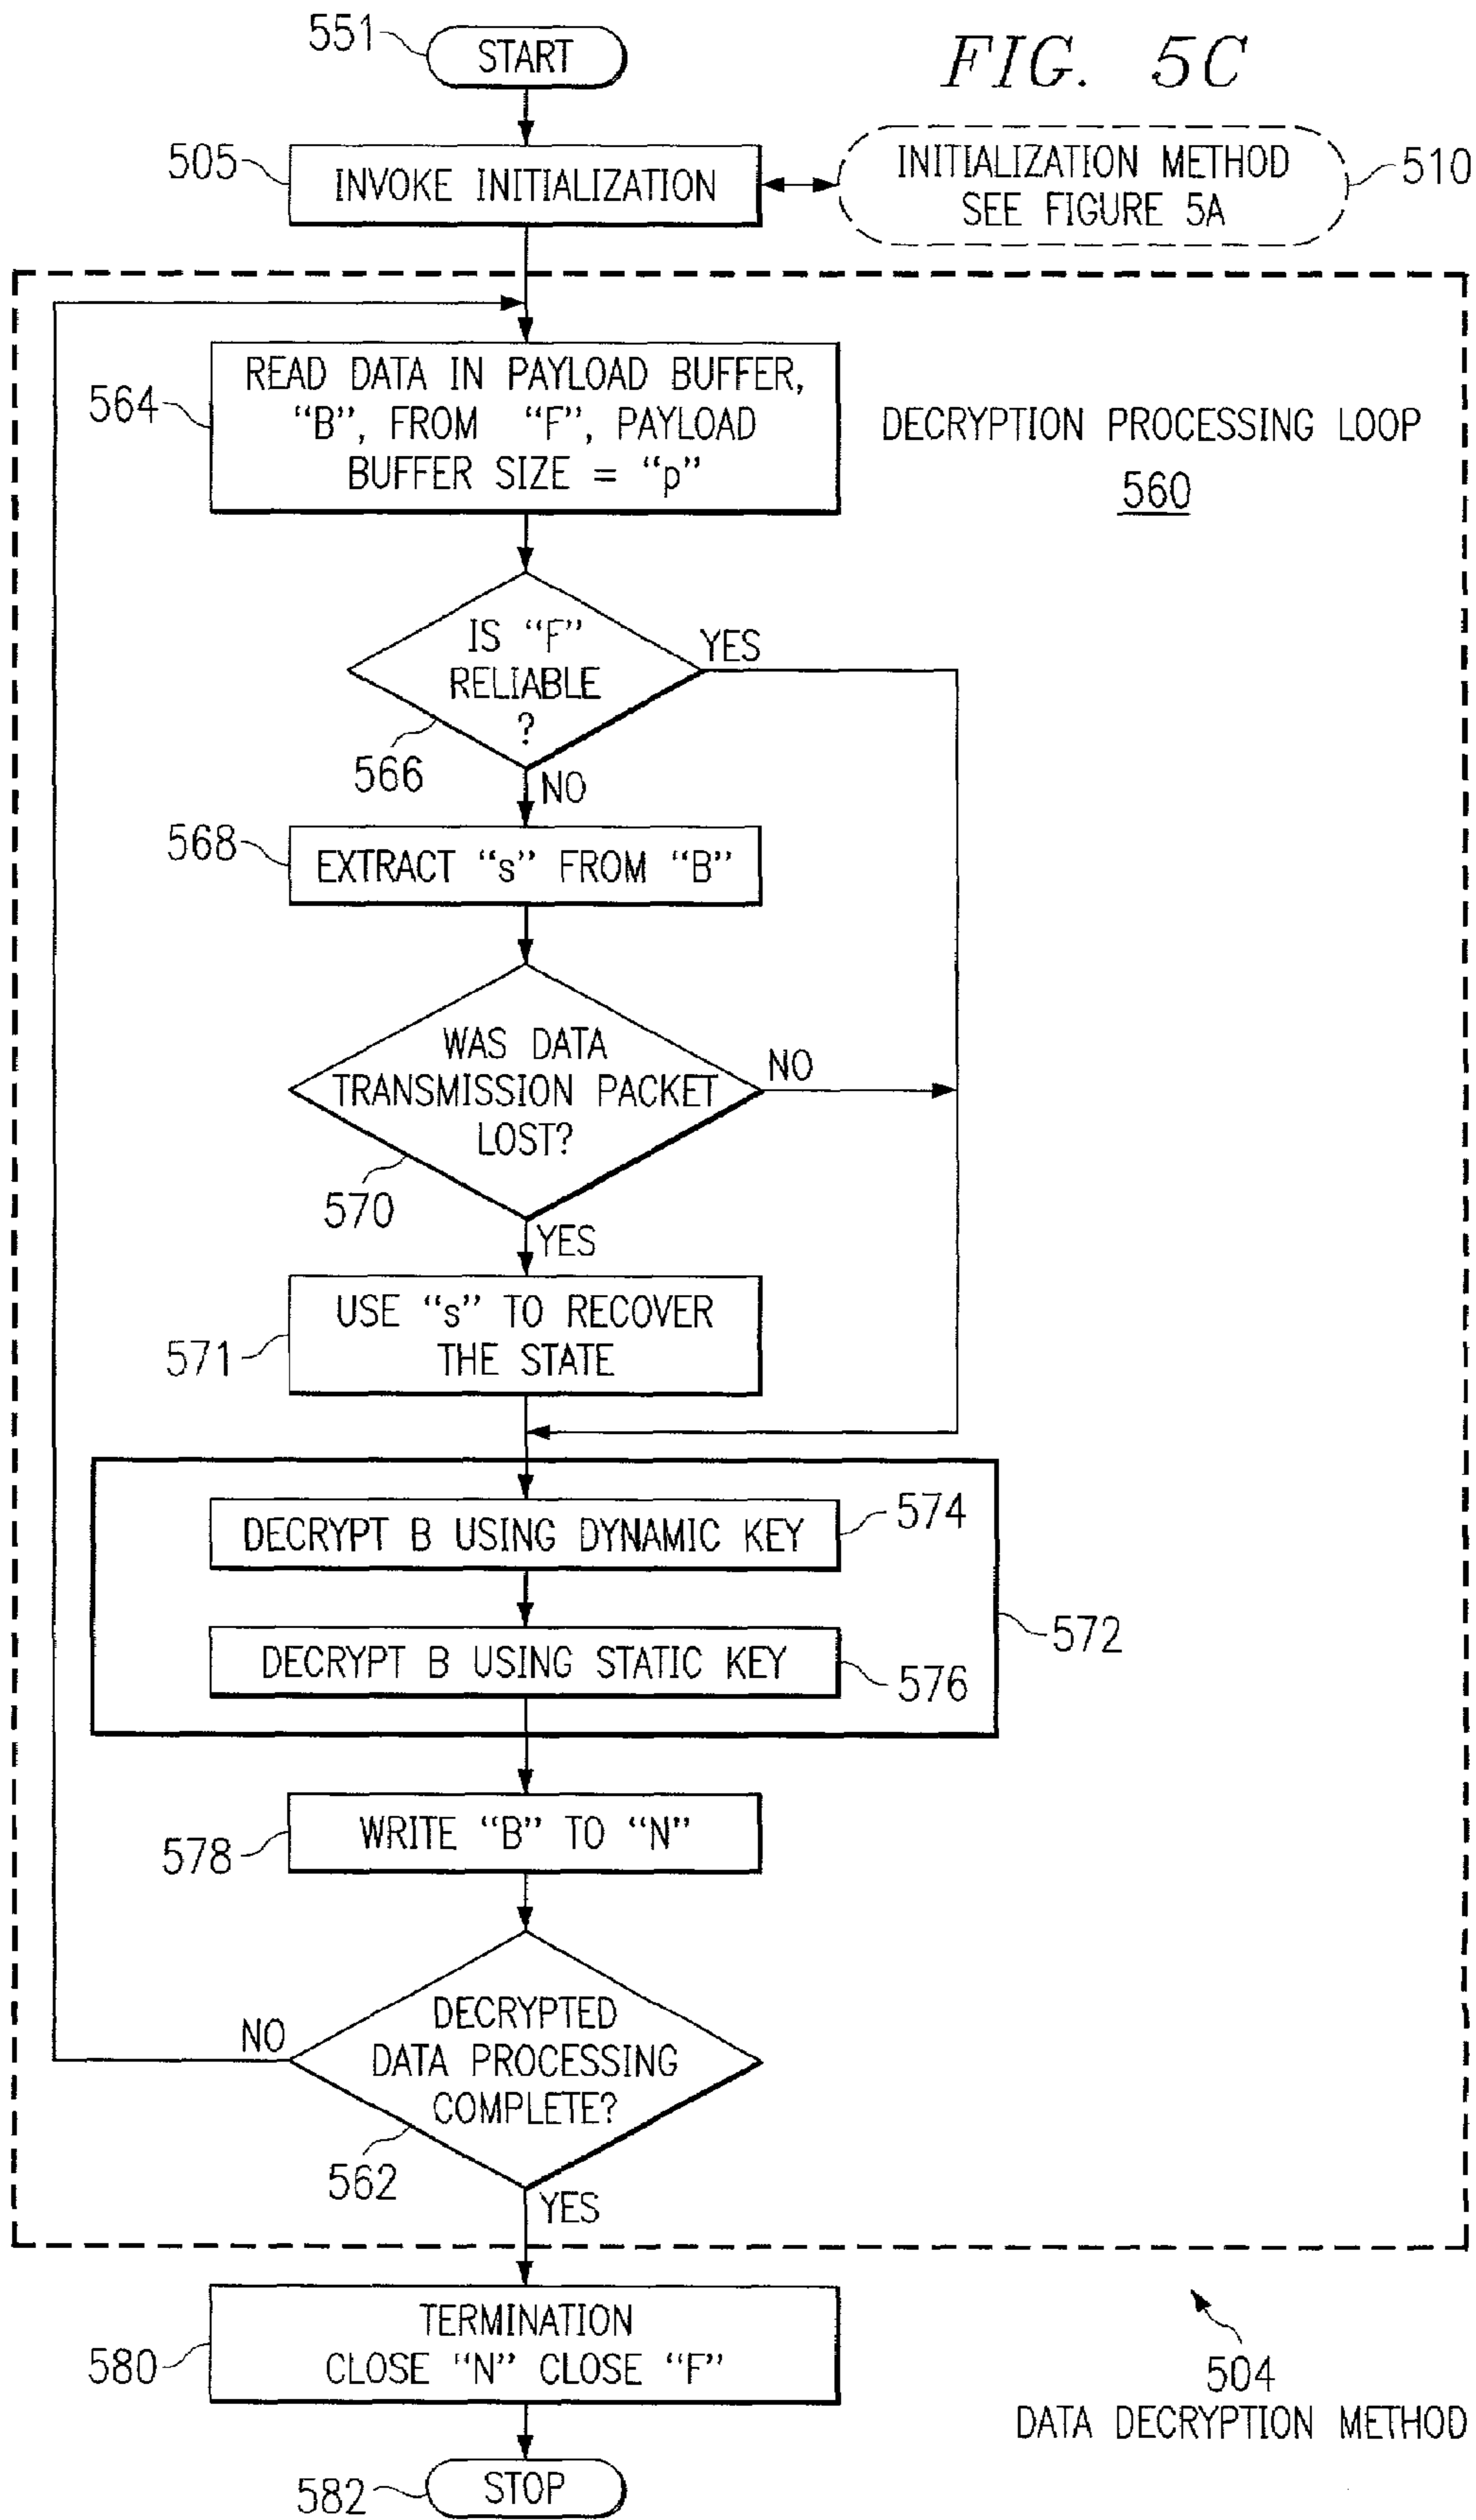 FIG. 5C
551
START
505
INVOKE INITIALIZATION
INITIALIZATION METHOD
SEE FIGURE 5A
510
564
READ DATA IN PAYLOAD BUFFER,
“B”, FROM “F”, PAYLOAD
BUFFER SIZE = “p”
DECRYPTION PROCESSING LOOP
560
IS “F”
RELIABLE
?
YES
566
NO
568
EXTRACT “s” FROM “B”
WAS DATA
TRANSMISSION PACKET
LOST?
NO
570
YES
571
USE “s” TO RECOVER
THE STATE
DECRYPT B USING DYNAMIC KEY
574
DECRYPT B USING STATIC KEY
576
572
578
WRITE “B” TO “N”
DECRYPTED
DATA PROCESSING
COMPLETE?
NO
562
YES
580
TERMINATION
CLOSE “N” CLOSE “F”
504
DATA DECRYPTION METHOD
582
STOP